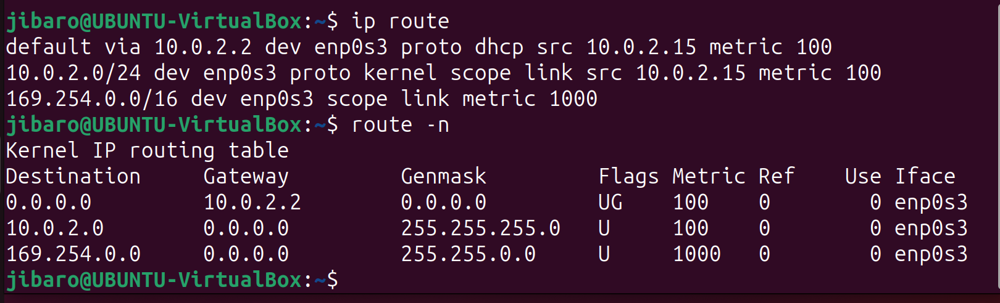 jibaro@UBUNTU-VirtualBox:~$ ip route
default via 10.0.2.2 dev enp0s3 proto dhcp src 10.0.2.15 metric 100
10.0.2.0/24 dev enp0s3 proto kernel scope link src 10.0.2.15 metric 100
169.254.0.0/16 dev enp0s3 scope link metric 1000
jibaro@UBUNTU-VirtualBox:~$ route -n
Kernel IP routing table
Destination     Gateway         Genmask         Flags Metric Ref    Use Iface
0.0.0.0         10.0.2.2        0.0.0.0         UG    100    0        0 enp0s3
10.0.2.0        0.0.0.0         255.255.255.0   U     100    0        0 enp0s3
169.254.0.0     0.0.0.0         255.255.0.0     U     1000   0        0 enp0s3
jibaro@UBUNTU-VirtualBox:~$